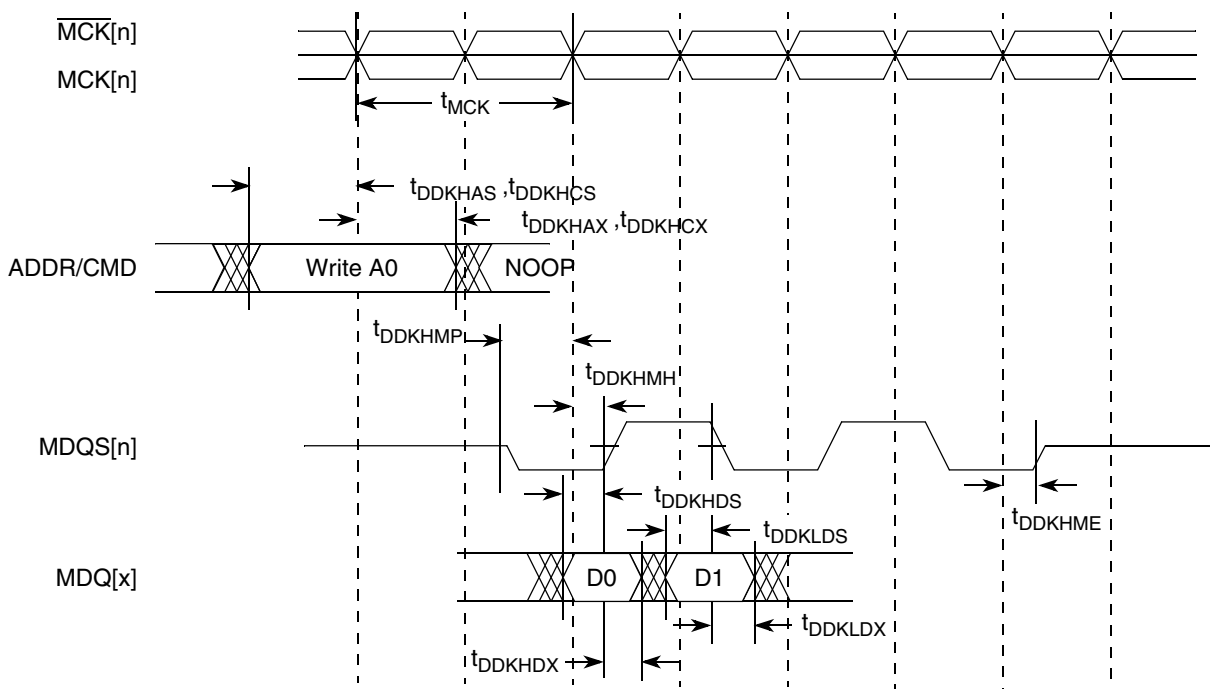 MCK[n]
MCK[n]
tMCK
tDDKHAS ,tDDKHCS
tDDKHAX ,tDDKHCX
ADDR/CMD
Write A0
NOOP
tDDKHMP
tDDKHMH
MDQS[n]
tDDKHDS
tDDKLDS
tDDKHME
MDQ[x]
D0
D1
tDDKLDX
tDDKHDX